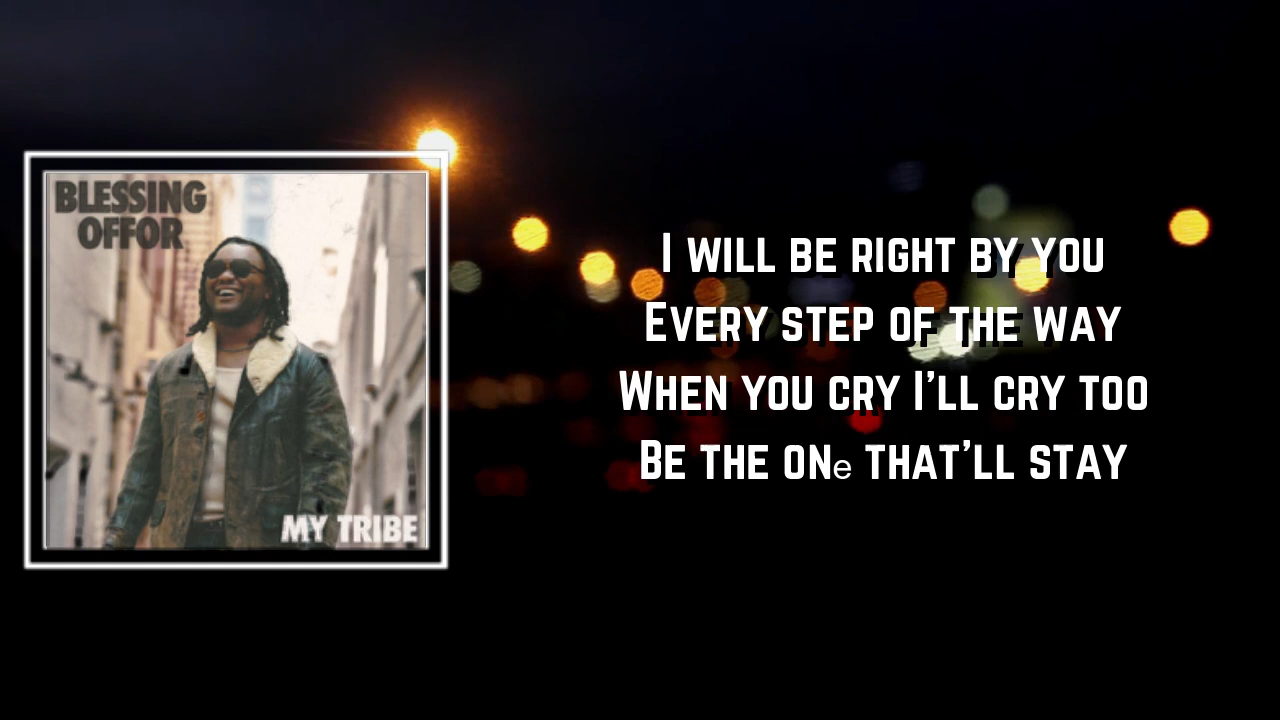 BLESSING
OFFOR
MY TRIBE
I WILL BE RIGHT BY YOU
EVERY STEP OF THE WAY
WHEN YOU CRY I'LL CRY TOO
BE THE ONe THAT'LL STAY